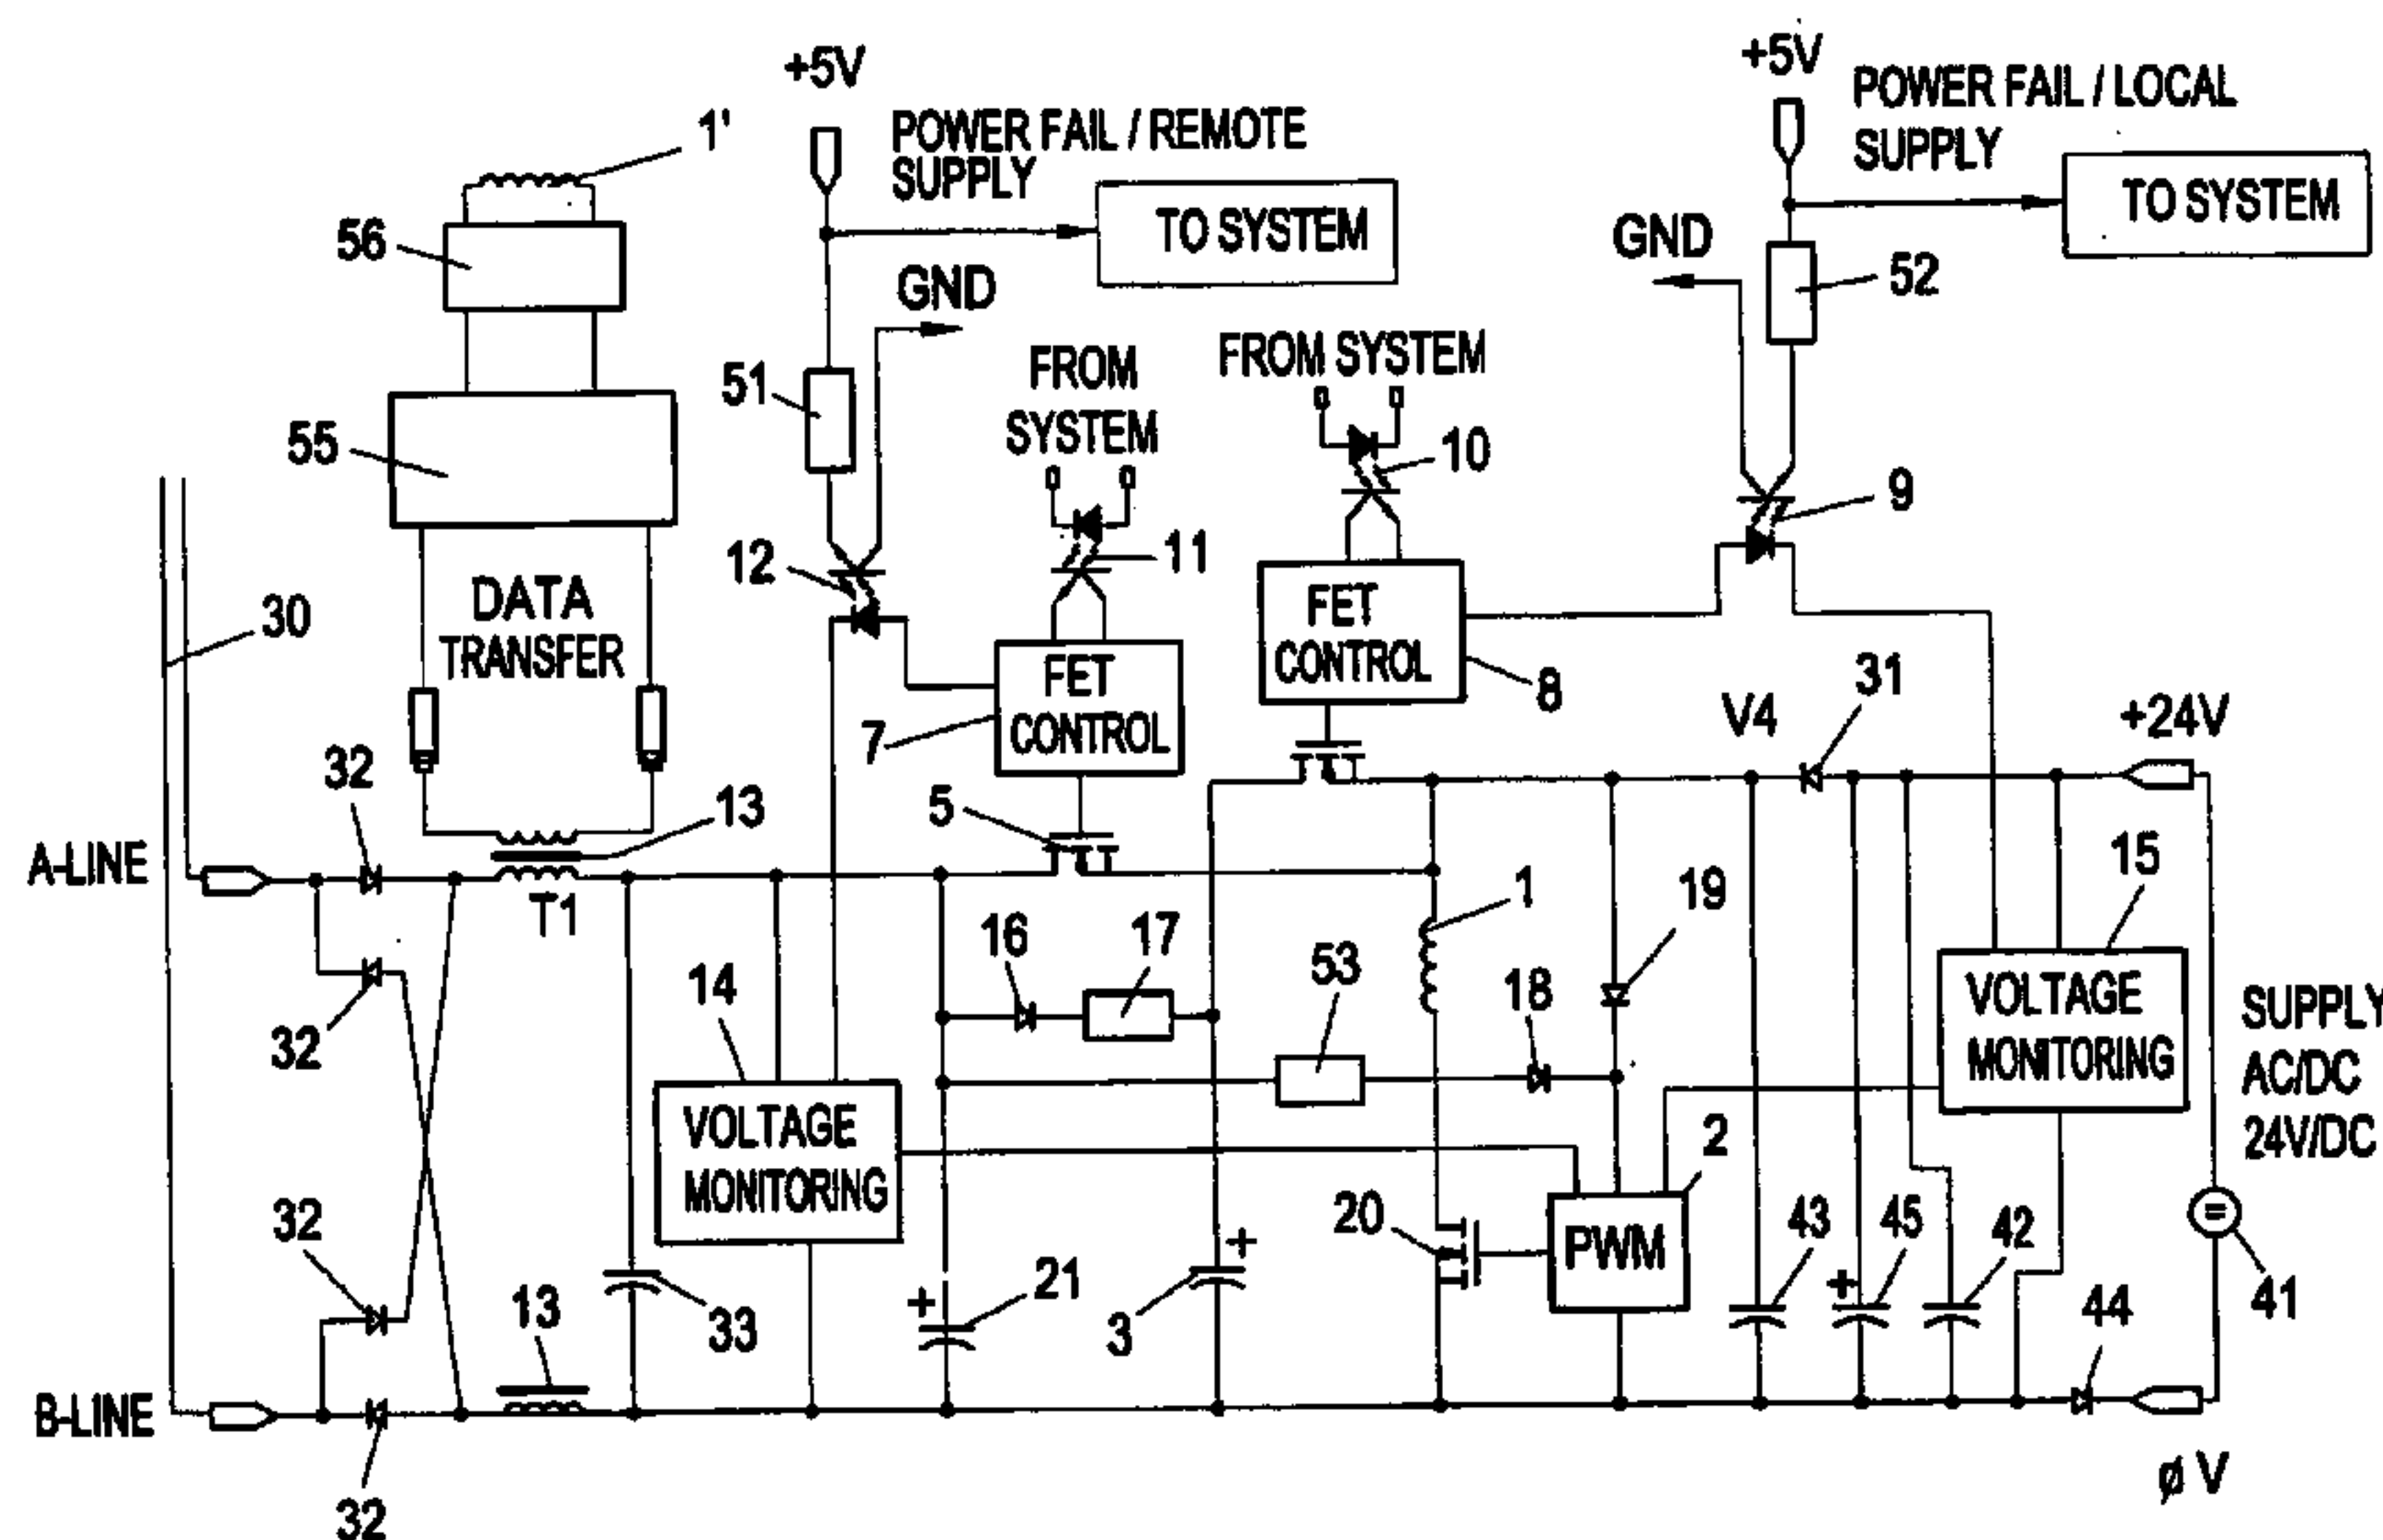 +5V
POWER FAIL / REMOTE
SUPPLY
TO SYSTEM
+5V
POWER FAIL / LOCAL
SUPPLY
TO SYSTEM
1'
56
55
DATA
TRANSFER
30
GND
51
12
FROM
SYSTEM
11
FET
CONTROL
7
FROM SYSTEM
10
FET
CONTROL
8
GND
52
9
V4
31
+24V
A-LINE
32
32
13
T1
5
14
VOLTAGE
MONITORING
16
17
53
1
18
19
15
VOLTAGE
MONITORING
SUPPLY
AC/DC
24V/DC
2
PWM
20
32
32
B-LINE
13
33
+
21
+
3
43
+
45
42
44
=
41
ø V